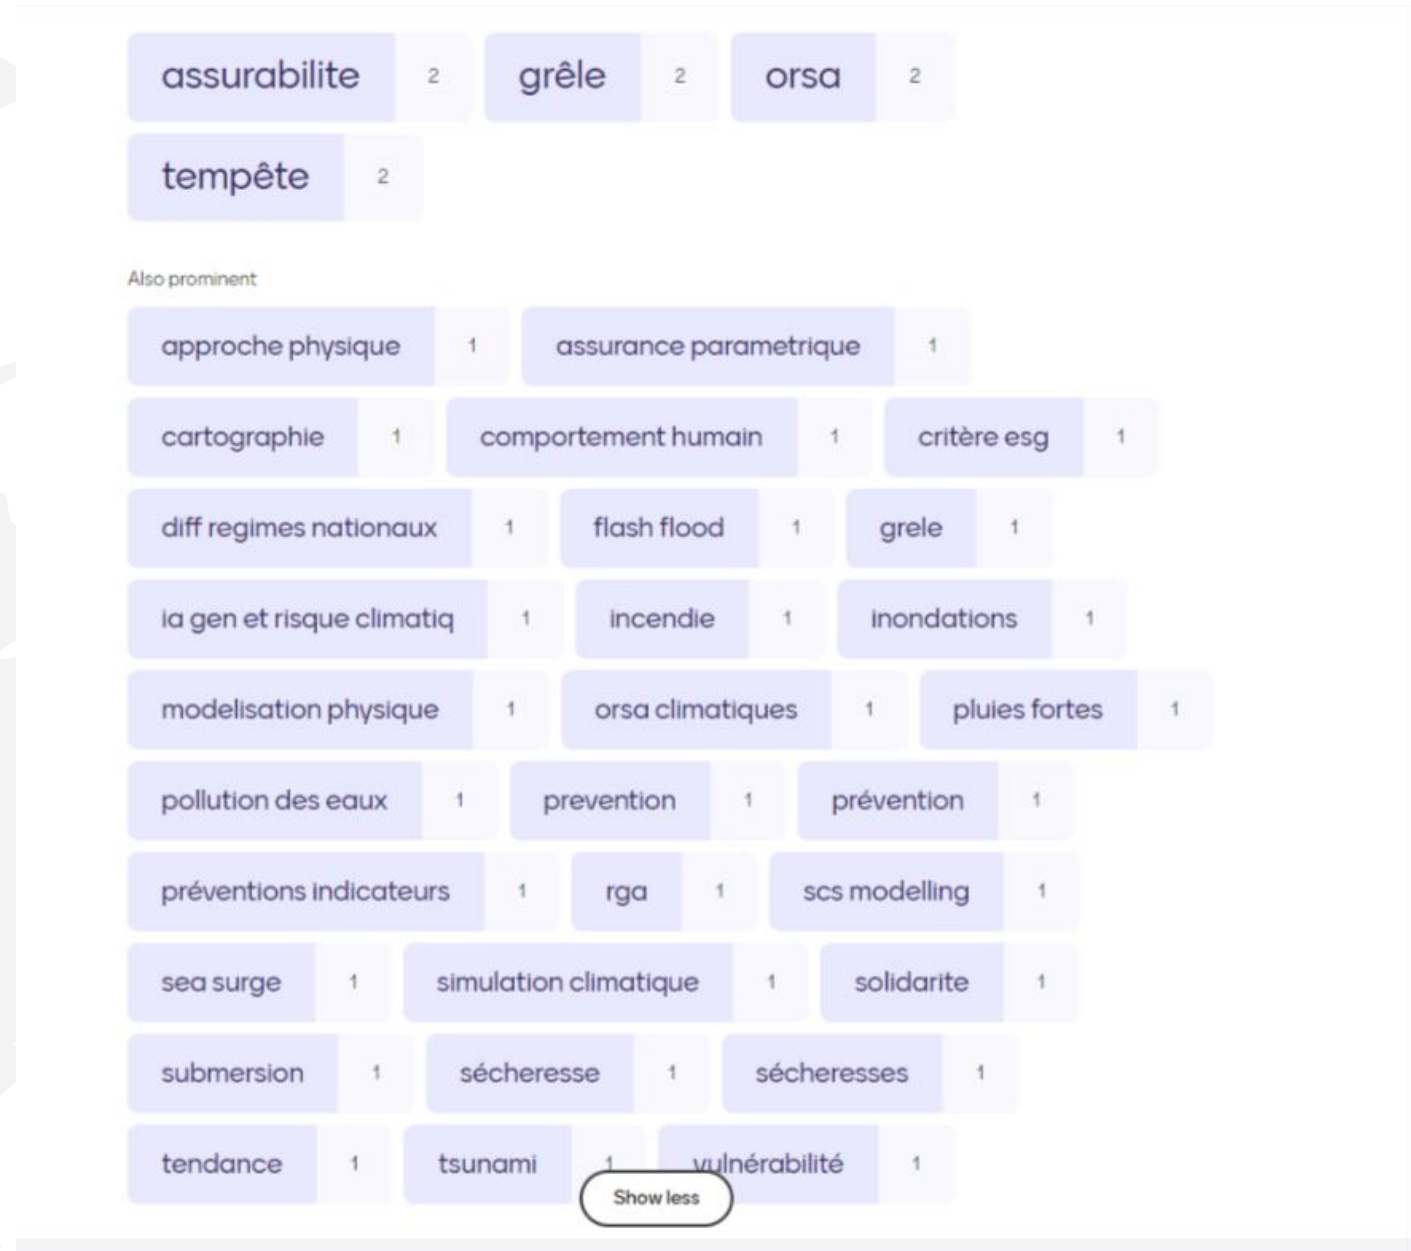 assurabilite 2 grêle 2 orsa 2
tempête 2
Also prominent
approche physique 1 assurance parametrique 1
cartographie 1 comportement humain 1 critère esg 1
diff regimes nationaux 1 flash flood 1 grele 1
ia gen et risque climatiq 1 incendie 1 inondations 1
modelisation physique 1 orsa climatiques 1 pluies fortes 1
pollution des eaux 1 prevention 1 prévention 1
préventions indicateurs 1 rga 1 scs modelling 1
sea surge 1 simulation climatique 1 solidarite 1
submersion 1 sécheresse 1 sécheresses 1
tendance 1 tsunami 1 vulnérabilité 1
Show less